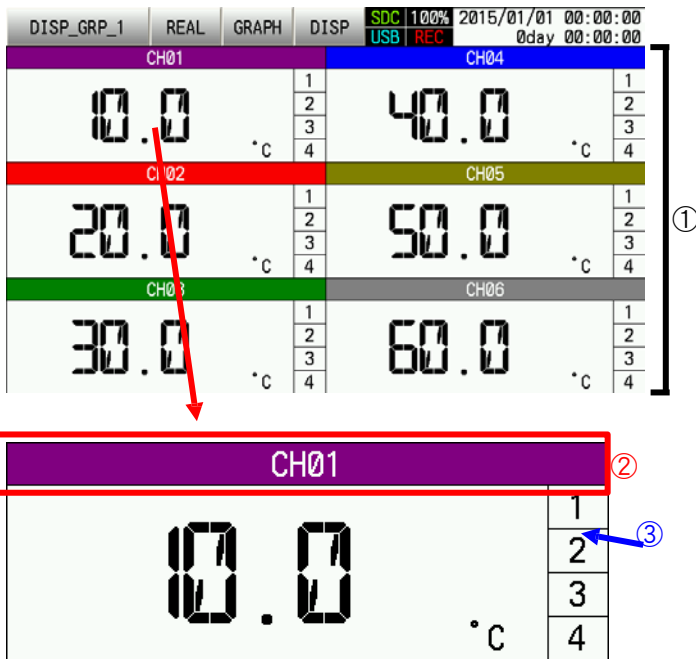 DISP_GRP_1 REAL GRAPH DISP SDC 100% 2015/01/01 00:00:00
USB REC 0day 00:00:00
CH01 CH04
10.0 °C 1 2 3 4 40.0 °C 1 2 3 4
CH02 CH05
20.0 °C 1 2 3 4 50.0 °C 1 2 3 4
①
CH03 CH06
30.0 °C 1 2 3 4 60.0 °C 1 2 3 4
CH01 ②
10.0 °C 1 2 3 4
③